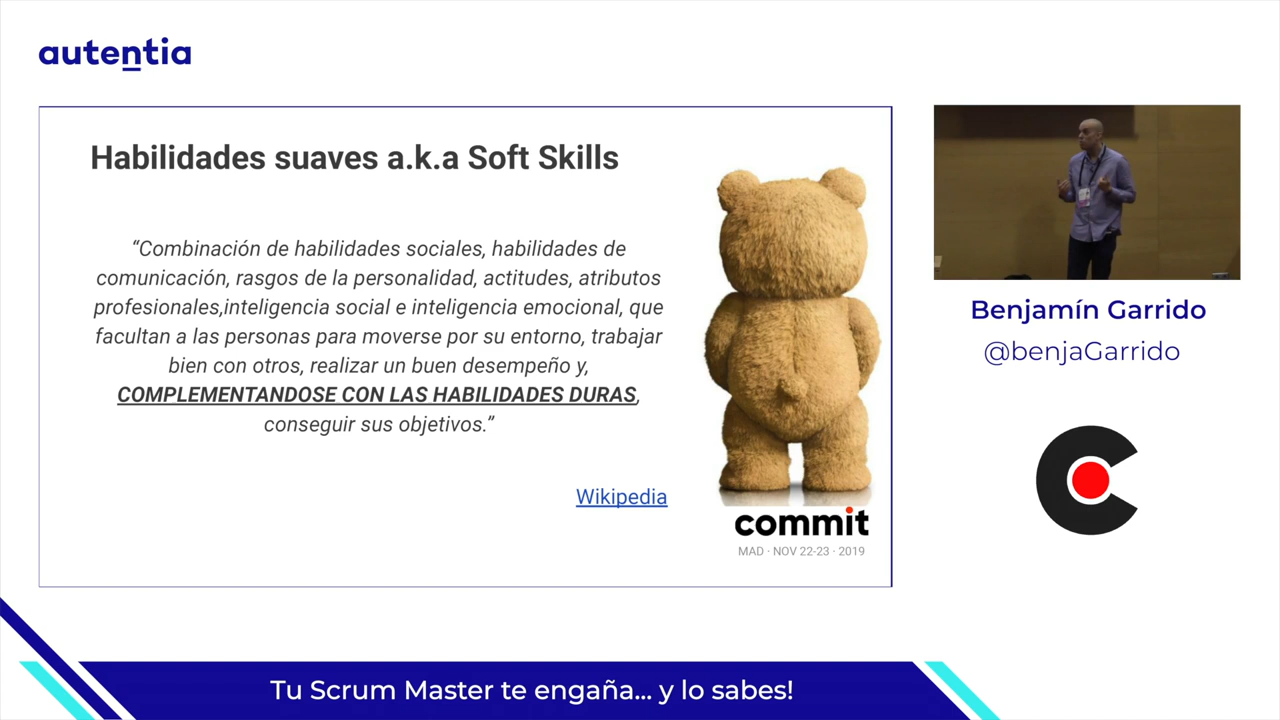 autentia
Habilidades suaves a.k.a Soft Skills
“Combinación de habilidades sociales, habilidades de
comunicación, rasgos de la personalidad, actitudes, atributos
profesionales,inteligencia social e inteligencia emocional, que
facultan a las personas para moverse por su entorno, trabajar
bien con otros, realizar un buen desempeño y,
COMPLEMENTANDOSE CON LAS HABILIDADES DURAS,
conseguir sus objetivos.”
Wikipedia
commit
MAD · NOV 22-23 · 2019
Benjamín Garrido
@benjaGarrido
Tu Scrum Master te engaña... y lo sabes!